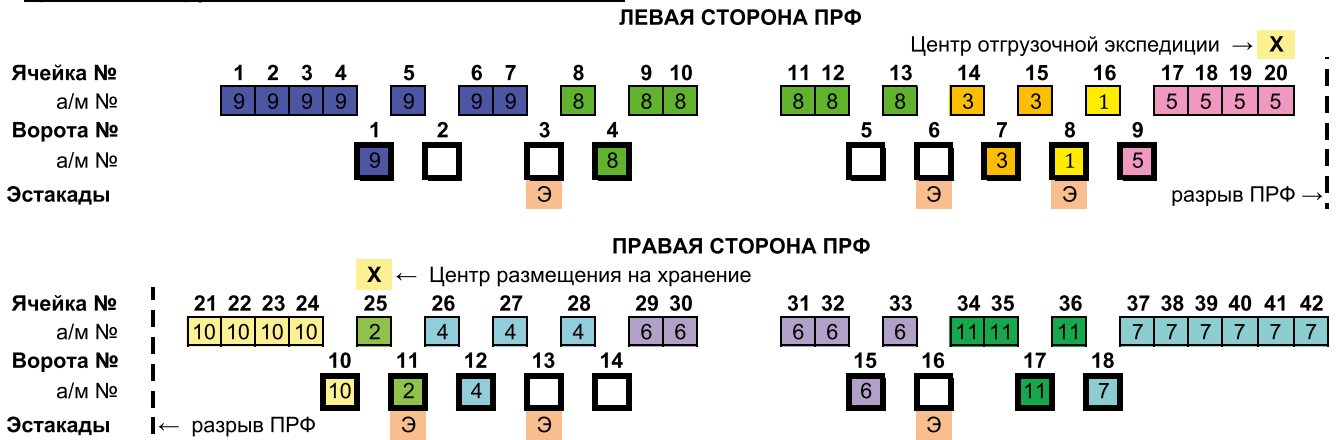 ЛЕВАЯ СТОРОНА ПРФ
Центр отгрузочной экспедиции → X
Ячейка № 1 2 3 4 5 6 7 8 9 10 11 12 13 14 15 16 17 18 19 20
а/м № 9 9 9 9 9 9 9 8 8 8 8 8 8 3 3 1 5 5 5 5
Ворота № 1 2 3 4 5 6 7 8 9
а/м № 9 8 3 1 5
Эстакады Э Э Э разрыв ПРФ →
ПРАВАЯ СТОРОНА ПРФ
X ← Центр размещения на хранение
Ячейка № 21 22 23 24 25 26 27 28 29 30 31 32 33 34 35 36 37 38 39 40 41 42
а/м № 10 10 10 10 2 4 4 4 6 6 6 6 6 11 11 11 7 7 7 7 7 7
Ворота № 10 11 12 13 14 15 16 17 18
а/м № 10 2 4 6 11 7
Эстакады ← разрыв ПРФ Э Э Э